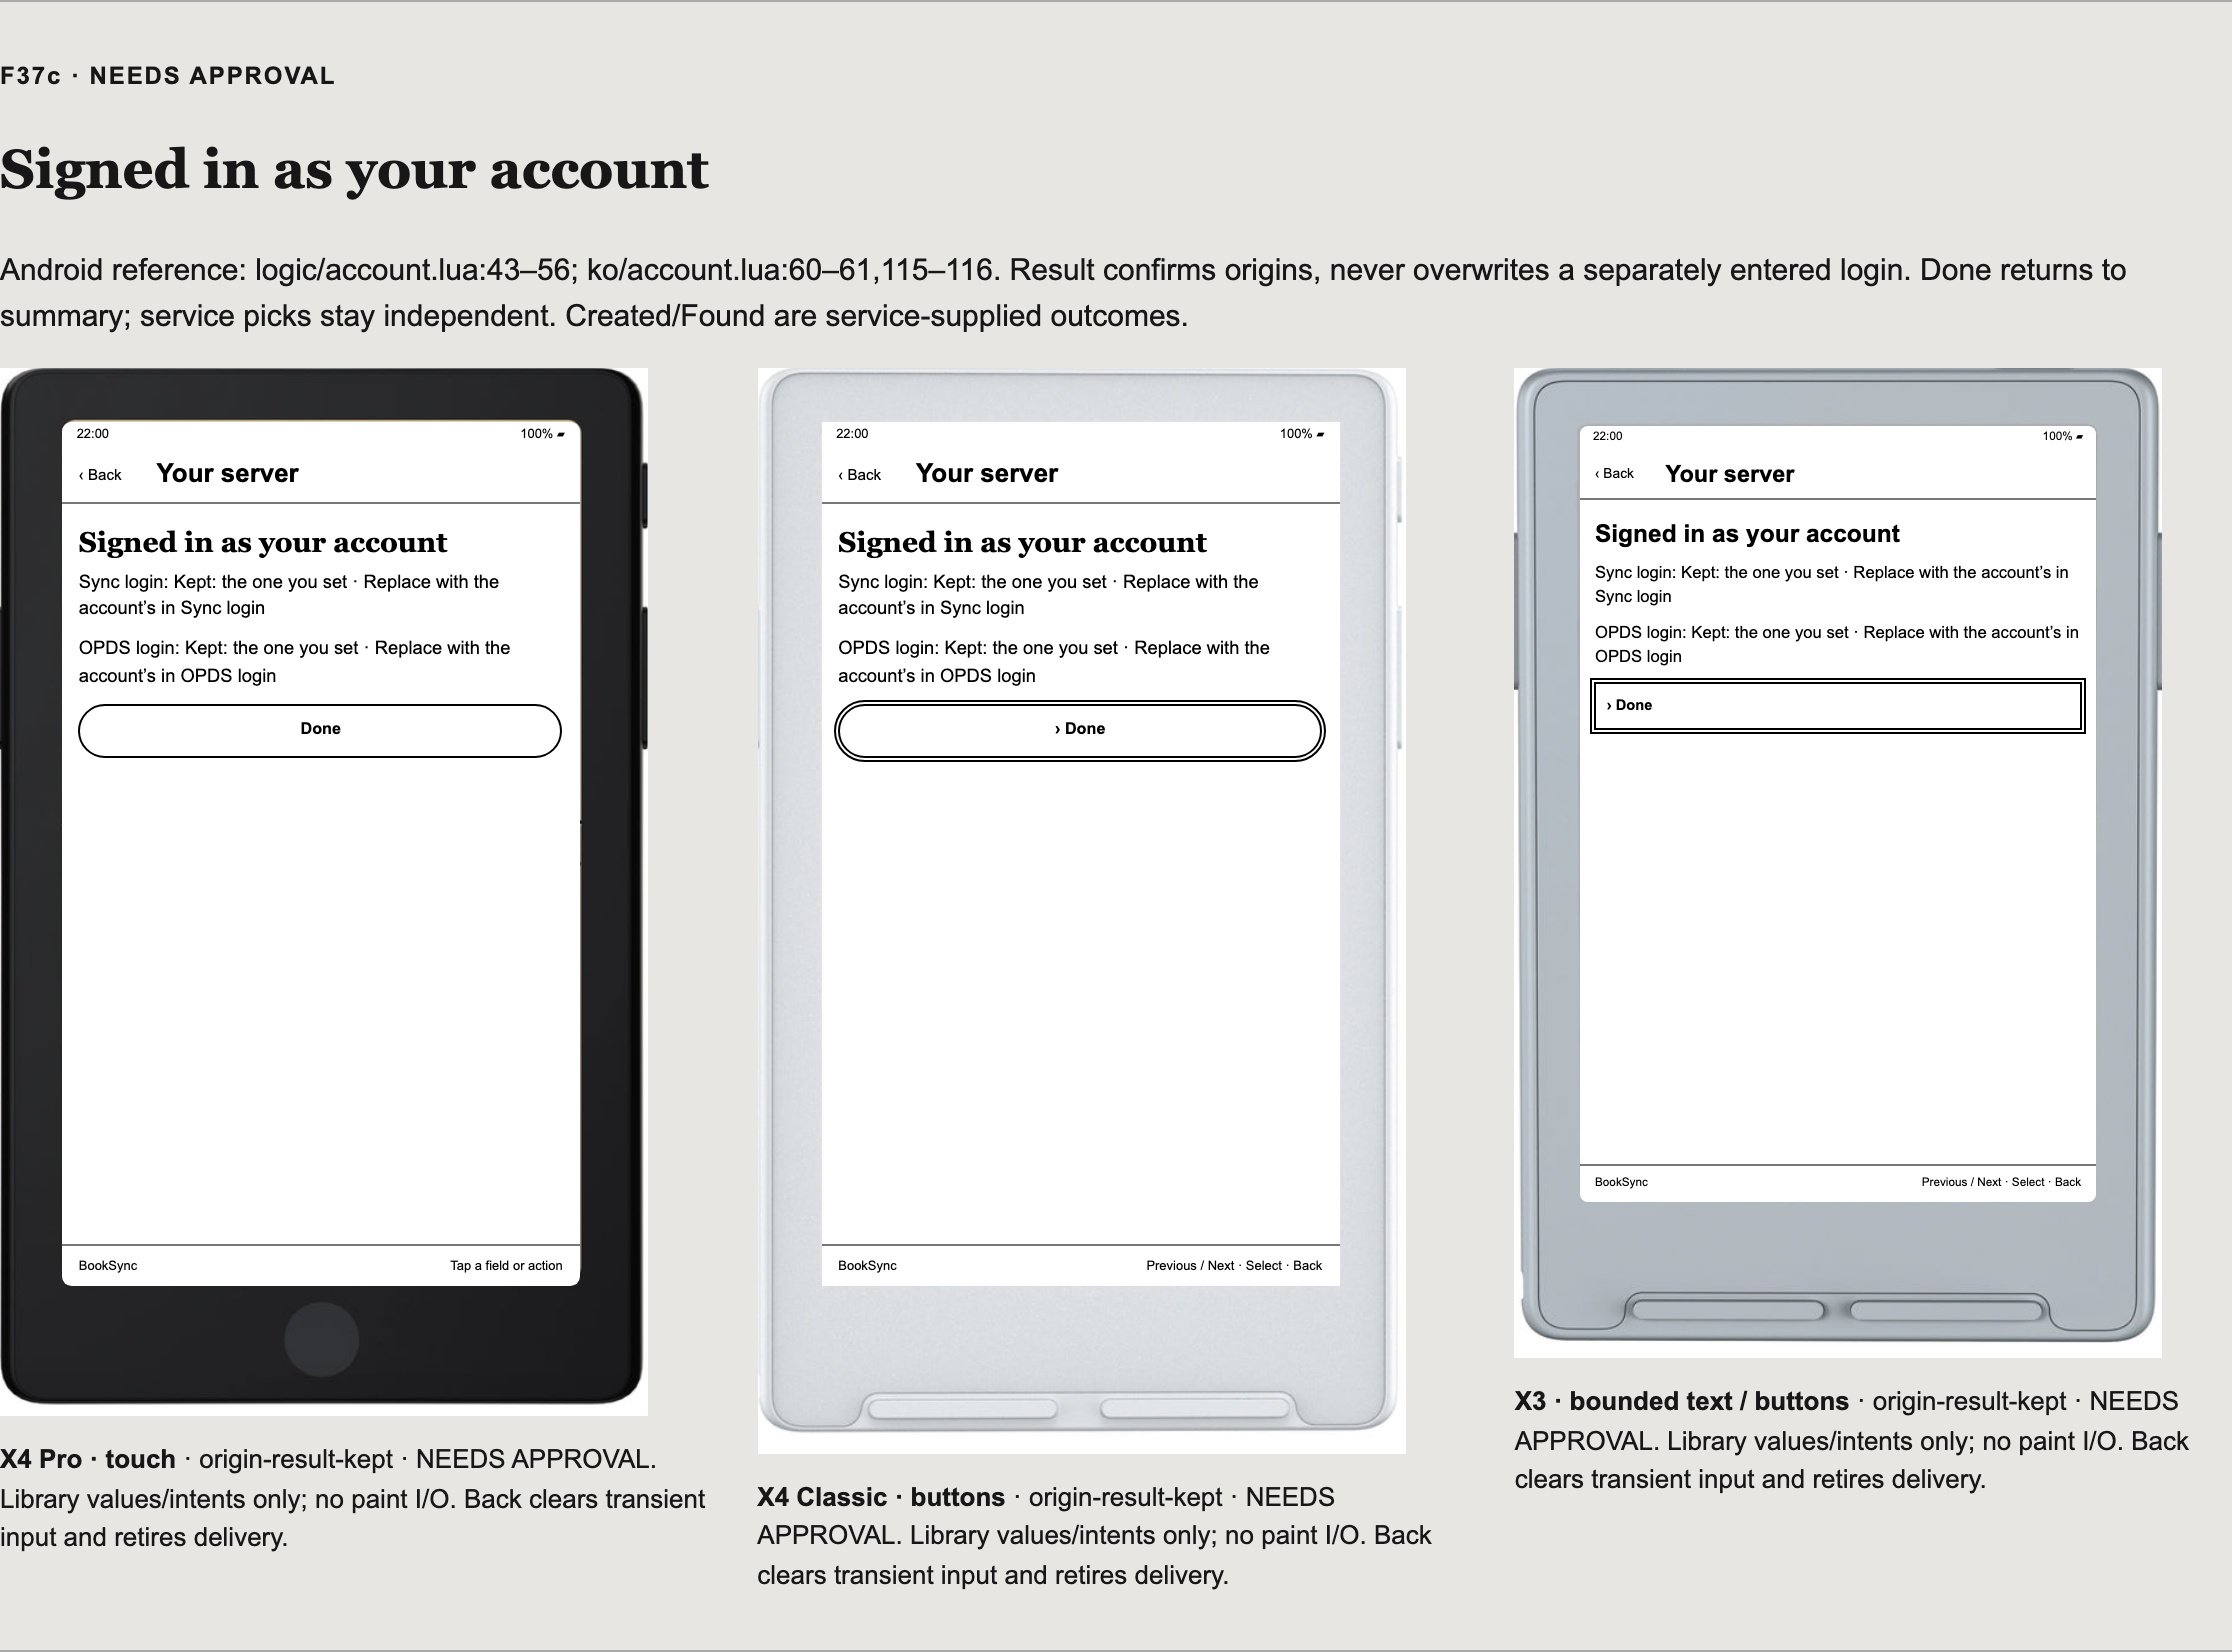 F37c · NEEDS APPROVAL
Signed in as your account
Android reference: logic/account.lua:43–56; ko/account.lua:60–61,115–116. Result confirms origins, never overwrites a separately entered login. Done returns to
summary; service picks stay independent. Created/Found are service-supplied outcomes.
22:00 100%
‹ Back Your server
Signed in as your account
Sync login: Kept: the one you set · Replace with the
account’s in Sync login
OPDS login: Kept: the one you set · Replace with the
account’s in OPDS login
Done
BookSync Tap a field or action
X4 Pro · touch · origin-result-kept · NEEDS APPROVAL.
Library values/intents only; no paint I/O. Back clears transient
input and retires delivery.
22:00 100%
‹ Back Your server
Signed in as your account
Sync login: Kept: the one you set · Replace with the
account’s in Sync login
OPDS login: Kept: the one you set · Replace with the
account’s in OPDS login
› Done
BookSync Previous / Next · Select · Back
X4 Classic · buttons · origin-result-kept · NEEDS
APPROVAL. Library values/intents only; no paint I/O. Back
clears transient input and retires delivery.
22:00 100%
‹ Back Your server
Signed in as your account
Sync login: Kept: the one you set · Replace with the account’s in
Sync login
OPDS login: Kept: the one you set · Replace with the account’s in
OPDS login
› Done
BookSync Previous / Next · Select · Back
X3 · bounded text / buttons · origin-result-kept · NEEDS
APPROVAL. Library values/intents only; no paint I/O. Back
clears transient input and retires delivery.